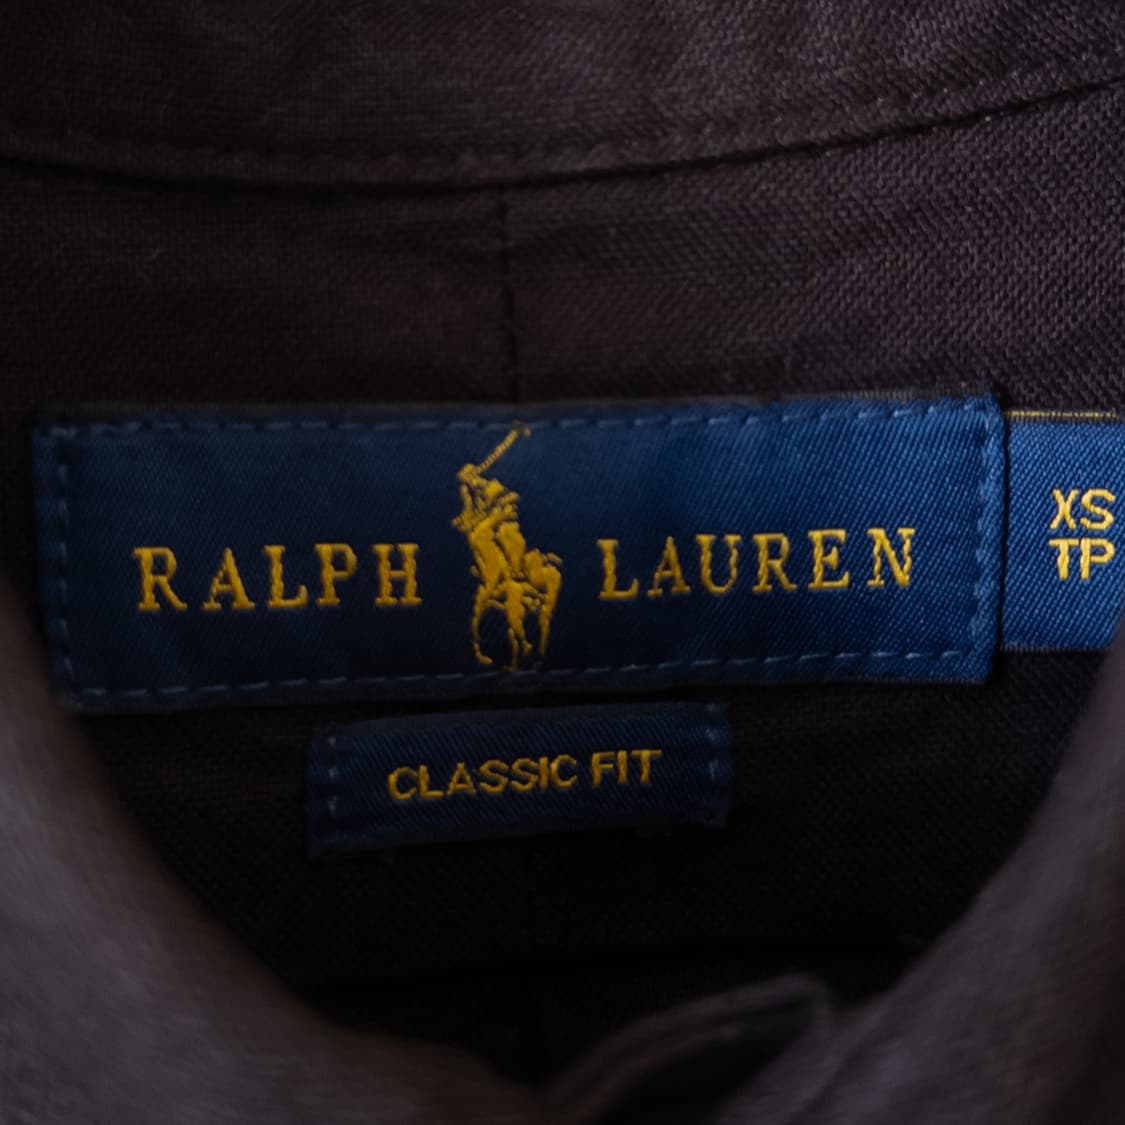 RALPH LAUREN
XS
TP
CLASSIC FIT